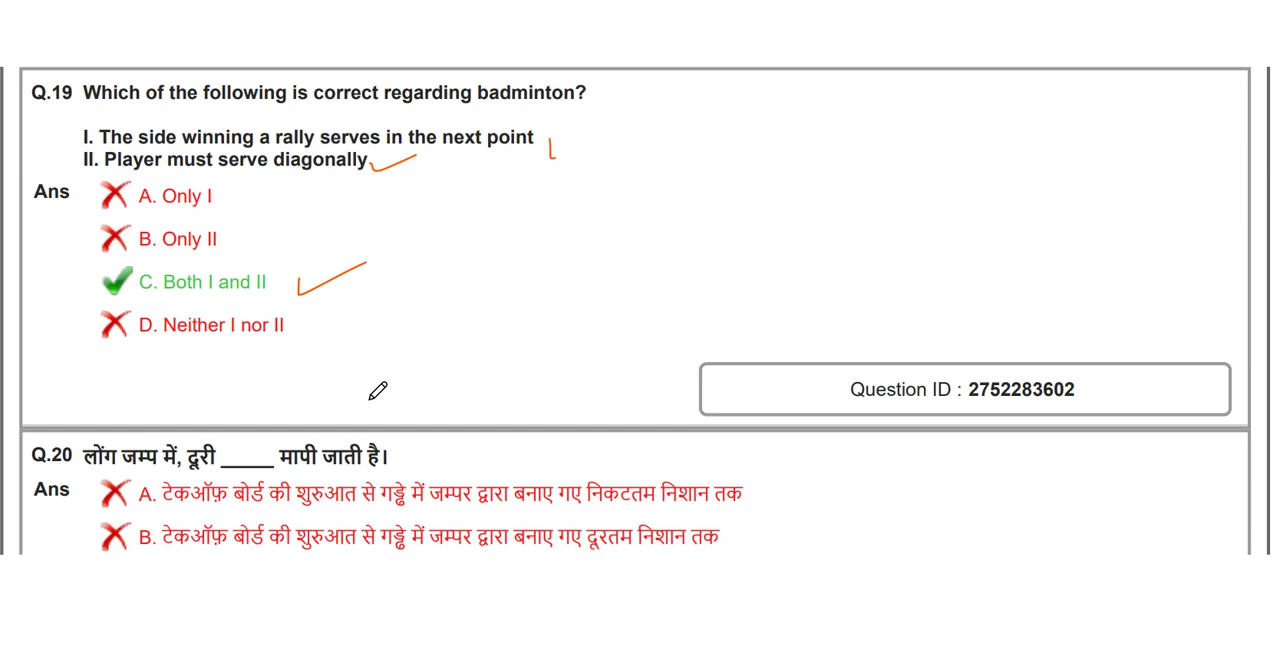 Q.19 Which of the following is correct regarding badminton?
I. The side winning a rally serves in the next point
II. Player must serve diagonally
Ans
A. Only I
B. Only II
C. Both I and II
D. Neither I nor II
Question ID : 2752283602
Q.20 लोंग जम्प में, दूरी _____ मापी जाती है।
Ans
A. टेकऑफ़ बोर्ड की शुरुआत से गड्ढे में जम्पर द्वारा बनाए गए निकटतम निशान तक
B. टेकऑफ़ बोर्ड की शुरुआत से गड्ढे में जम्पर द्वारा बनाए गए दूरतम निशान तक